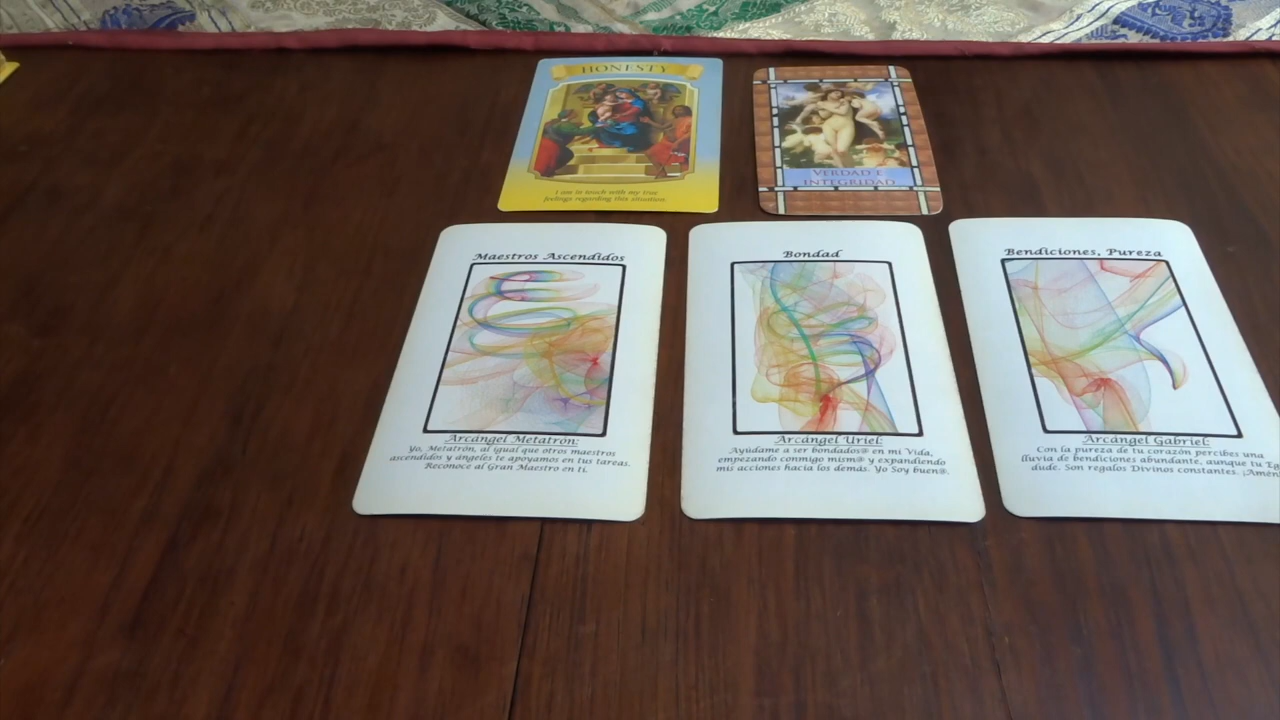 HONESTY
I am in touch with my true
feelings regarding this situation.
VERDAD E
INTEGRIDAD
Maestros Ascendidos
Arcángel Metatrón:
Yo, Metatrón, al igual que otros maestros
ascendidos y ángeles te apoyamos en tus tareas.
Reconoce al Gran Maestro en ti.
Bondad
Arcángel Uriel:
Ayúdame a ser bondados@ en mi Vida,
empezando conmigo mism@ y expandiendo
mis acciones hacia los demás. Yo Soy buen@.
Bendiciones, Pureza
Arcángel Gabriel:
Con la pureza de tu corazón percibes una
lluvia de bendiciones abundante, aunque tu Eg
dude. Son regalos Divinos constantes. ¡Amén